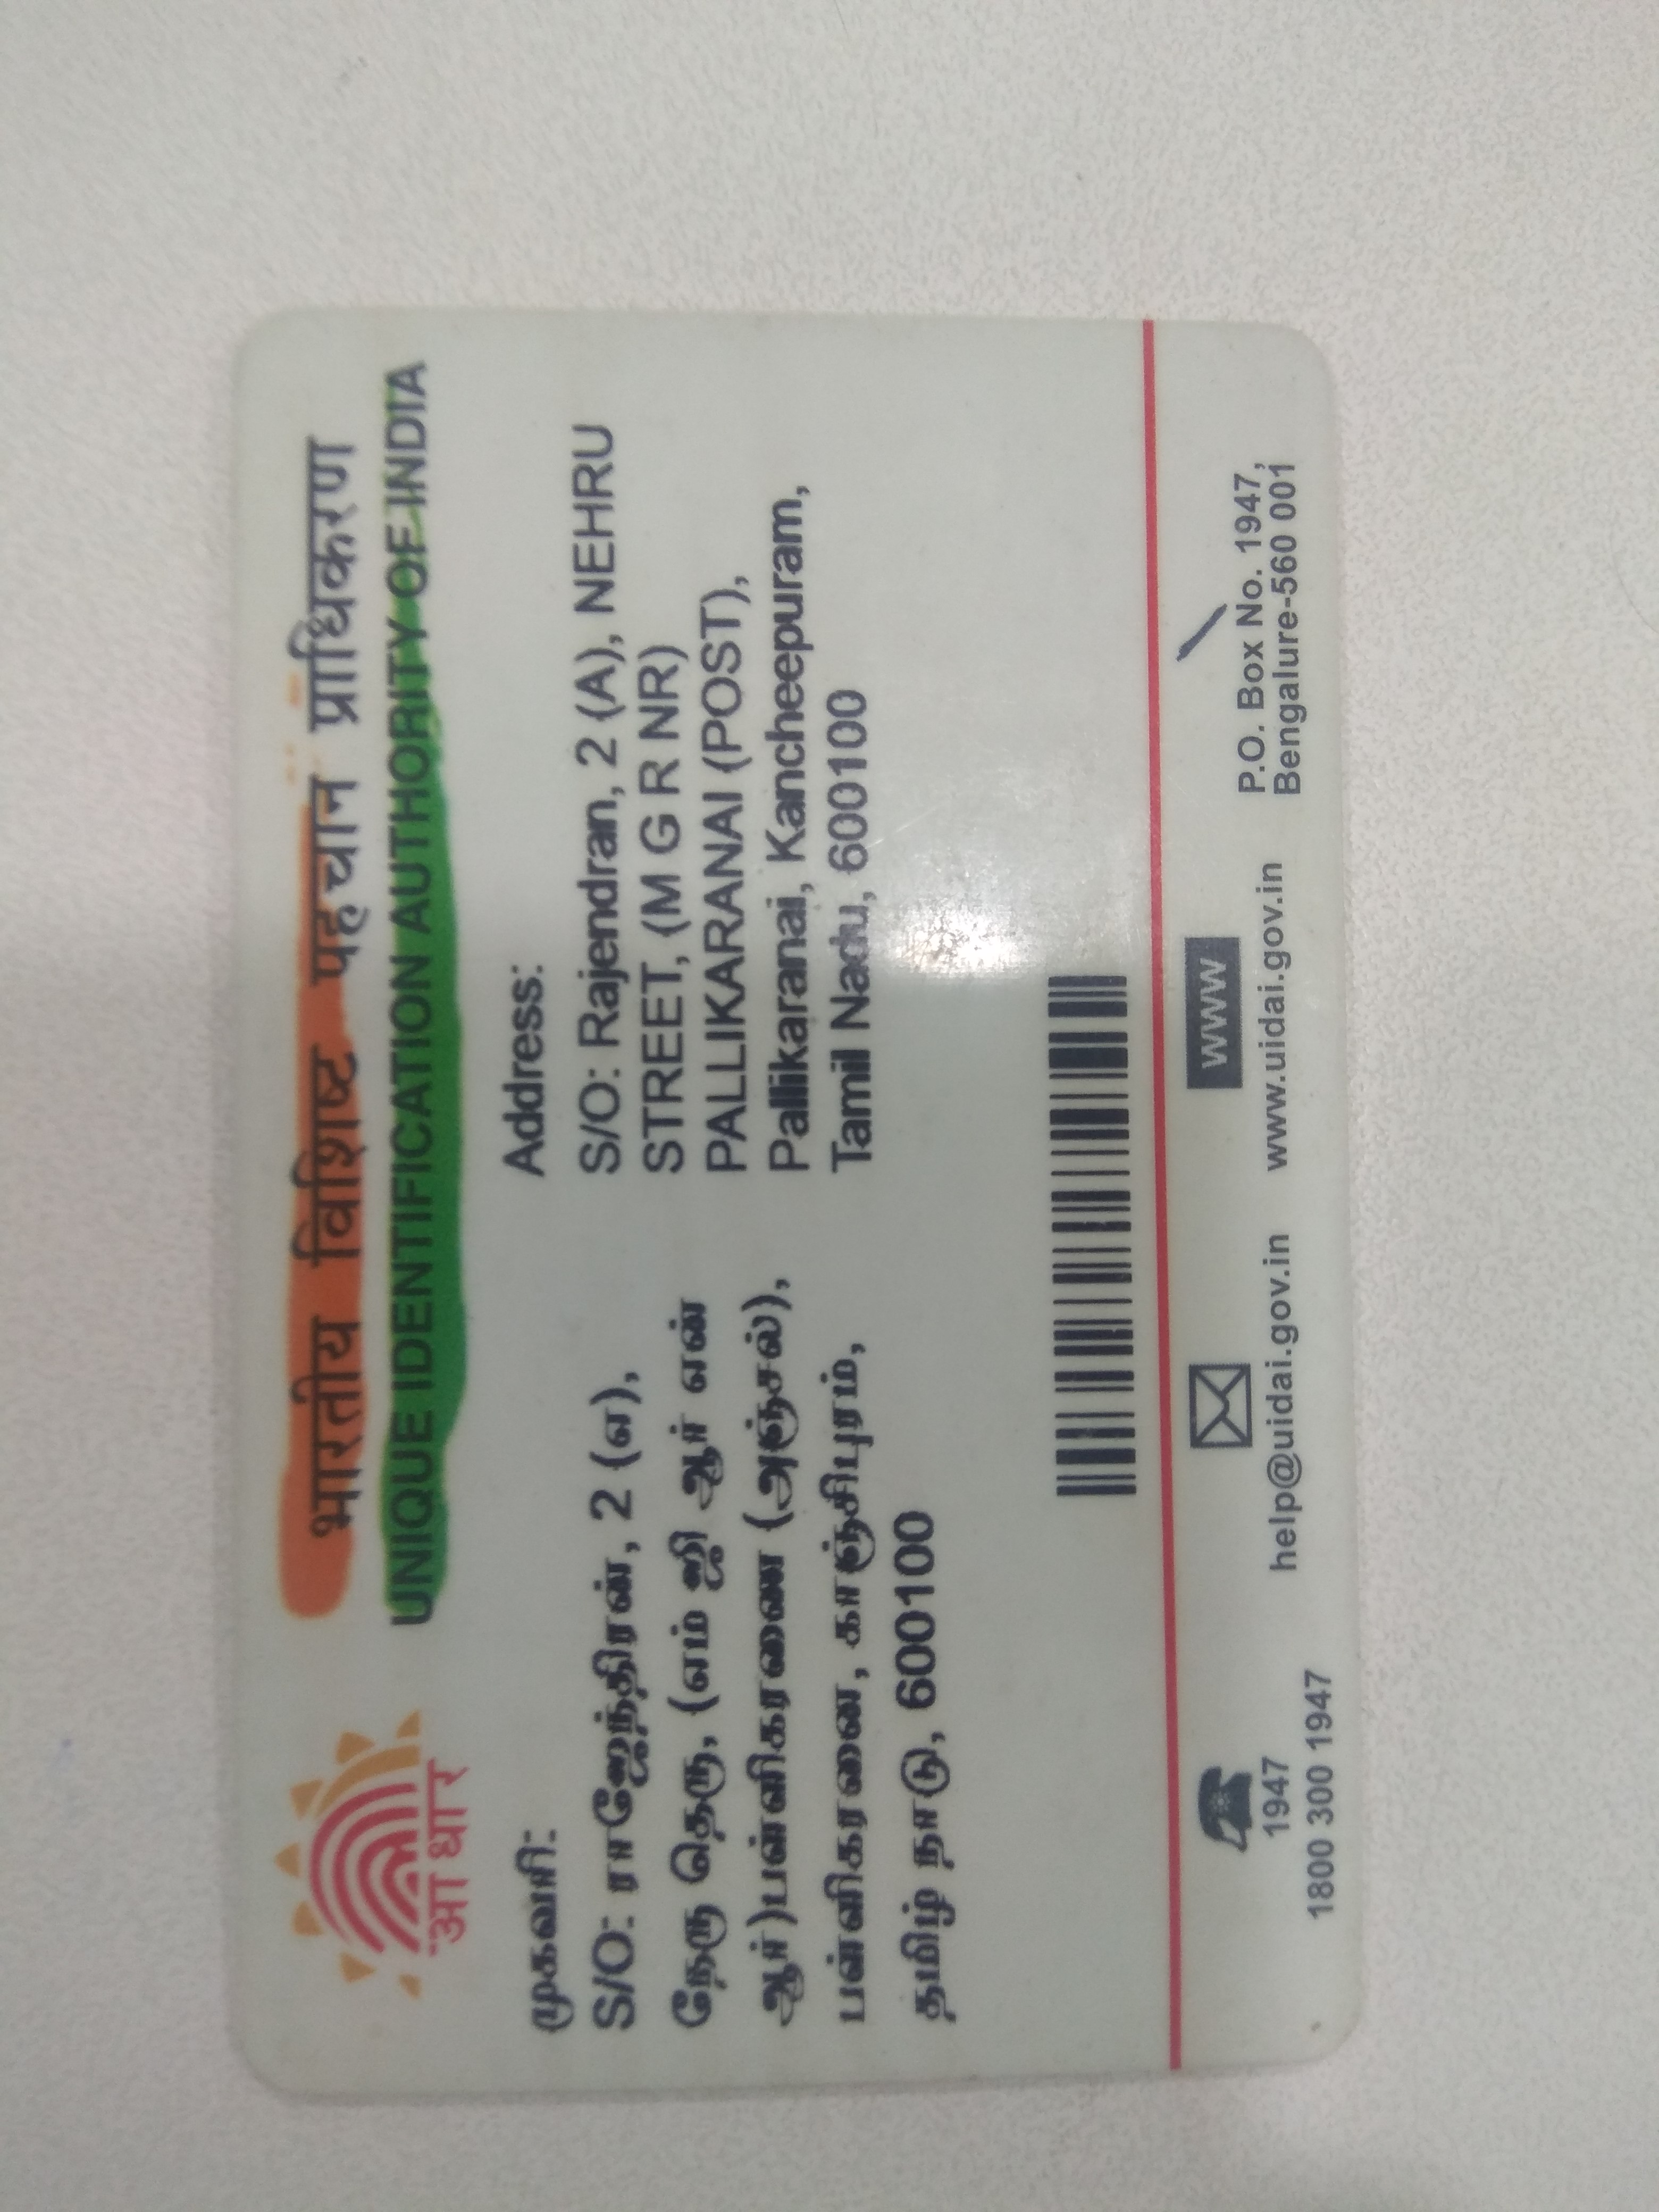 भारतीय विशिष्ट पहचान प्राधिकरण
UNIQUE IDENTIFICATION AUTHORITY OF INDIA
आधार
முகவரி:
S/O: ராஜேந்திரன், 2 (எ),
நேரு தெரு, (எம் ஜி ஆர் என்
ஆர்)பள்ளிகரணை (அஞ்சல்),
பள்ளிகரணை, காஞ்சிபுரம்,
தமிழ் நாடு, 600100
Address:
S/O: Rajendran, 2 (A), NEHRU
STREET, (M G R NR)
PALLIKARANAI (POST),
Pallikaranai, Kancheepuram,
Tamil Nadu, 600100
1947
1800 300 1947
help@uidai.gov.in
WWW
www.uidai.gov.in
P.O. Box No. 1947,
Bengalure-560 001